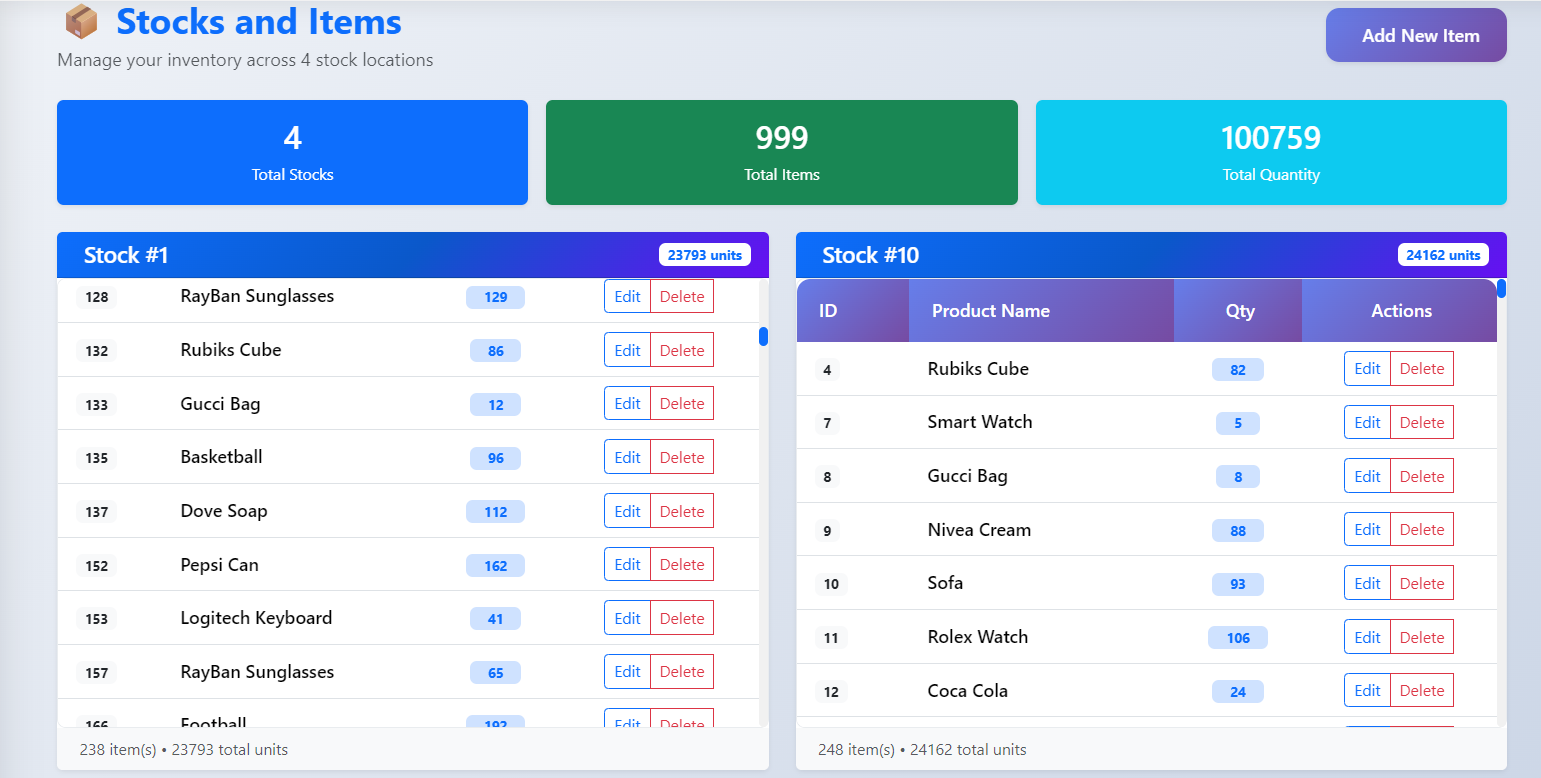 Stocks and Items
Add New Item
Manage your inventory across 4 stock locations
4
Total Stocks
999
Total Items
100759
Total Quantity
Stock #1
23793 units
128 RayBan Sunglasses 129 Edit Delete
132 Rubiks Cube 86 Edit Delete
133 Gucci Bag 12 Edit Delete
135 Basketball 96 Edit Delete
137 Dove Soap 112 Edit Delete
152 Pepsi Can 162 Edit Delete
153 Logitech Keyboard 41 Edit Delete
157 RayBan Sunglasses 65 Edit Delete
166 Football 192 Edit Delete
238 item(s) • 23793 total units
Stock #10
24162 units
ID Product Name Qty Actions
4 Rubiks Cube 82 Edit Delete
7 Smart Watch 5 Edit Delete
8 Gucci Bag 8 Edit Delete
9 Nivea Cream 88 Edit Delete
10 Sofa 93 Edit Delete
11 Rolex Watch 106 Edit Delete
12 Coca Cola 24 Edit Delete
248 item(s) • 24162 total units